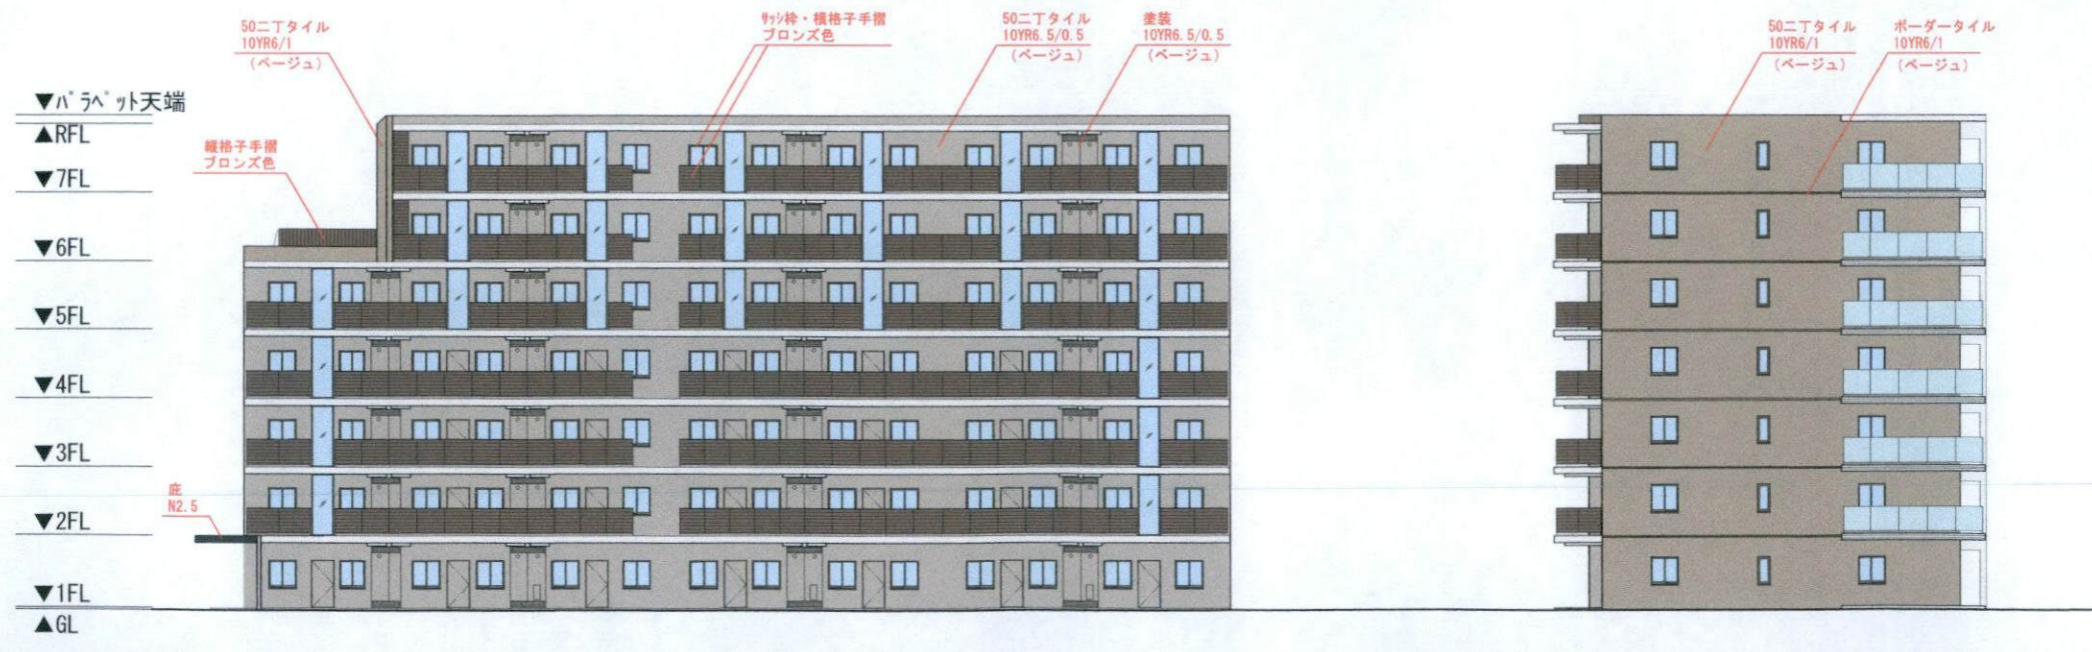 50二丁タイル
10YR6/1
(ベージュ)
ｻｯｼ枠・横格子手摺
ブロンズ色
50二丁タイル
10YR6.5/0.5
(ベージュ)
塗装
10YR6.5/0.5
(ベージュ)
50二丁タイル
10YR6/1
(ベージュ)
ボーダータイル
10YR6/1
(ベージュ)
▼ﾊﾟﾗﾍﾟｯﾄ天端
▲RFL
縦格子手摺
ブロンズ色
▼7FL
▼6FL
▼5FL
▼4FL
▼3FL
庇
N2.5
▼2FL
▼1FL
▲GL